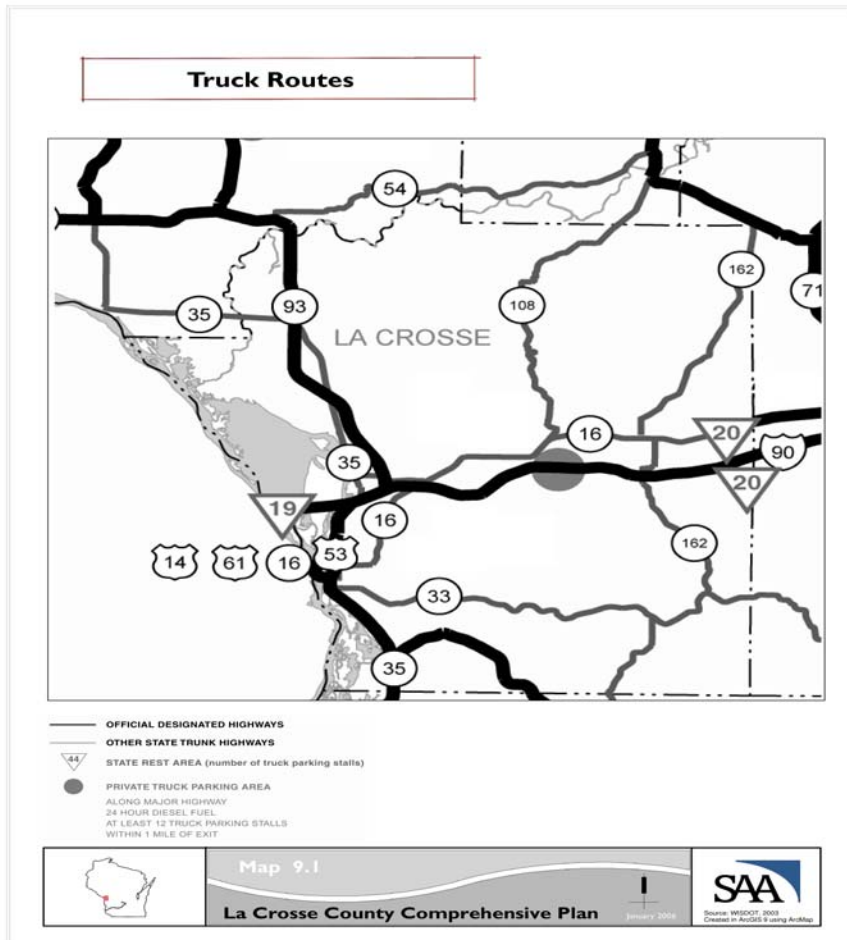 Truck Routes
54
162
71
108
93
35
LA CROSSE
16
20
90
35
20
19
16
53
14
61
16
162
33
35
OFFICIAL DESIGNATED HIGHWAYS
OTHER STATE TRUNK HIGHWAYS
44
STATE REST AREA (number of truck parking stalls)
PRIVATE TRUCK PARKING AREA
ALONG MAJOR HIGHWAY
24 HOUR DIESEL FUEL
AT LEAST 12 TRUCK PARKING STALLS
WITHIN 1 MILE OF EXIT
Map 9.1
La Crosse County Comprehensive Plan
January 2006
SAA
Source: WISDOT, 2003
Created in ArcGIS 9 using ArcMap